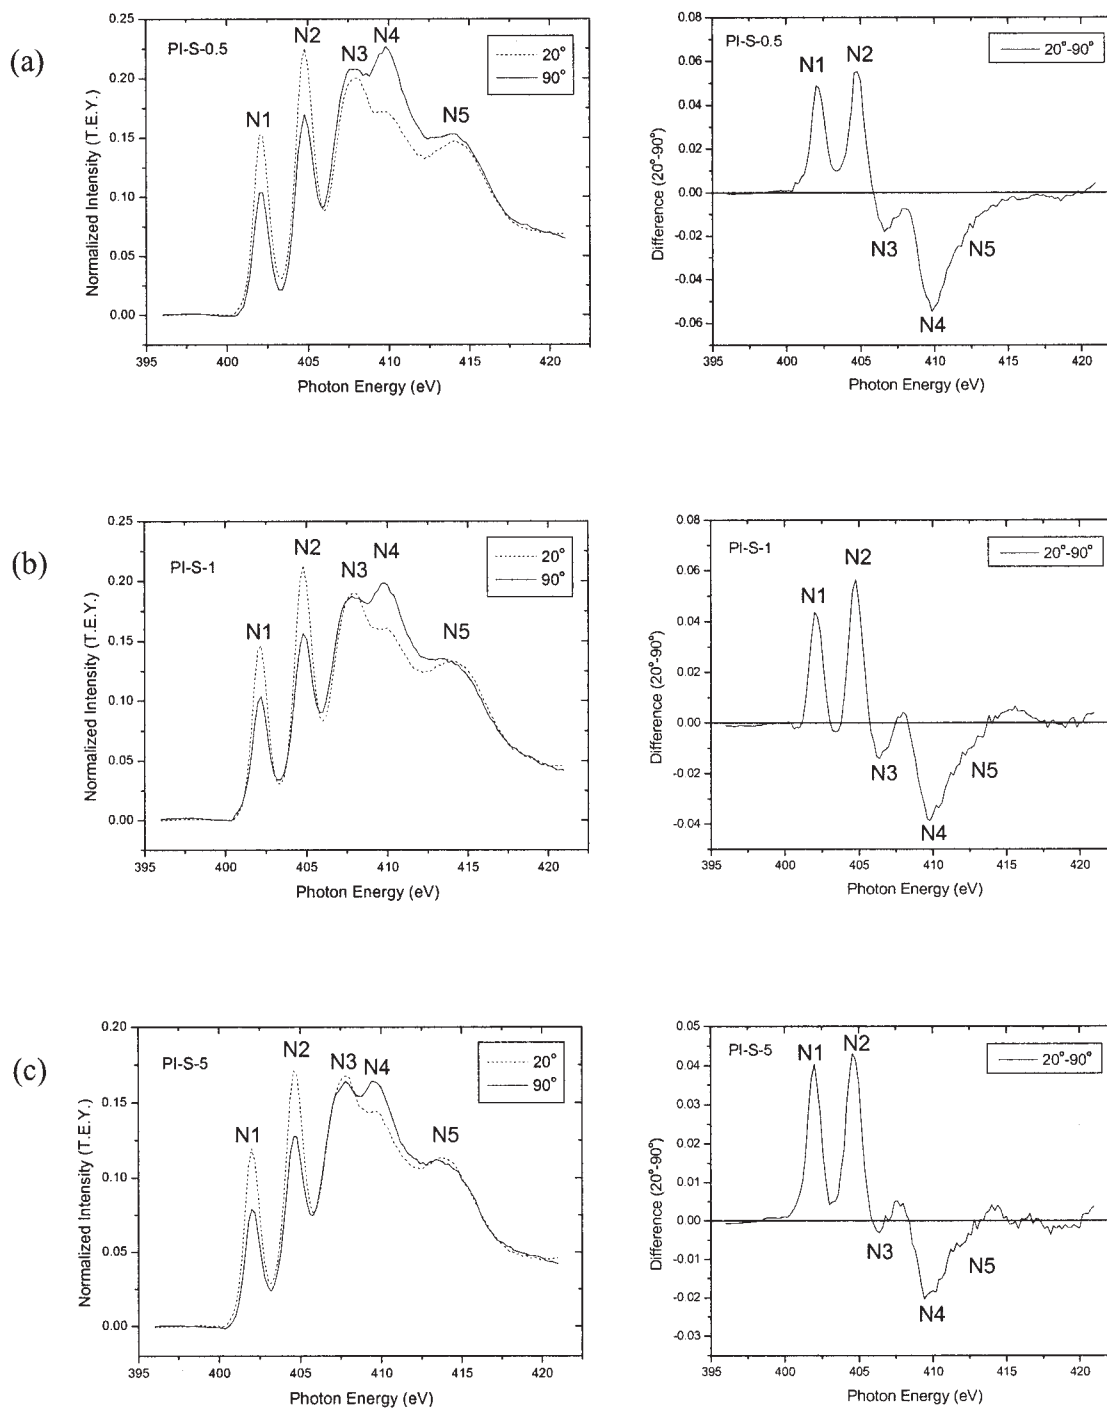 (a)
PI-S-0.5
N1
N2
N3
N4
N5
20°
90°
0.25
0.20
0.15
0.10
0.05
0.00
Normalized Intensity (T.E.Y.)
395 400 405 410 415 420
Photon Energy (eV)
PI-S-0.5
N1
N2
N3
N4
N5
20°-90°
0.08
0.06
0.04
0.02
0.00
-0.02
-0.04
-0.06
Difference (20°-90°)
395 400 405 410 415 420
Photon Energy (eV)
(b)
PI-S-1
N1
N2
N3
N4
N5
20°
90°
0.25
0.20
0.15
0.10
0.05
0.00
Normalized Intensity (T.E.Y.)
395 400 405 410 415 420
Photon Energy (eV)
PI-S-1
N1
N2
N3
N4
N5
20°-90°
0.08
0.06
0.04
0.02
0.00
-0.02
-0.04
Difference (20°-90°)
395 400 405 410 415 420
Photon Energy (eV)
(c)
PI-S-5
N1
N2
N3
N4
N5
20°
90°
0.20
0.15
0.10
0.05
0.00
Normalized Intensity (T.E.Y.)
395 400 405 410 415 420
Photon Energy (eV)
PI-S-5
N1
N2
N3
N4
N5
20°-90°
0.05
0.04
0.03
0.02
0.01
0.00
-0.01
-0.02
-0.03
Difference (20°-90°)
395 400 405 410 415 420
Photon Energy (eV)